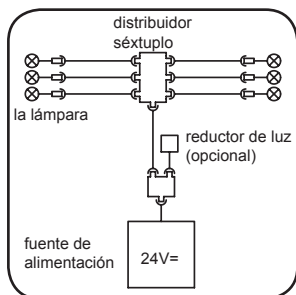 distribuidor
séxtuplo
la lámpara
reductor de luz
(opcional)
fuente de
alimentación
24V=